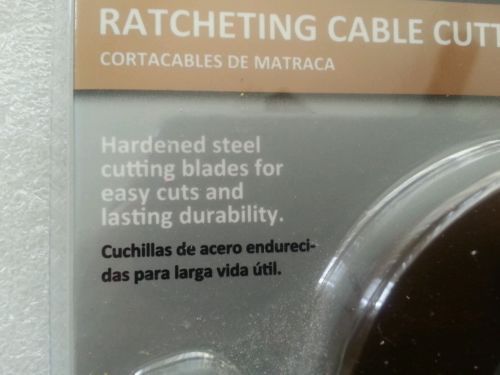 RATCHETING CABLE CUTT
CORTACABLES DE MATRACA
Hardened steel
cutting blades for
easy cuts and
lasting durability.
Cuchillas de acero endureci-
das para larga vida útil.